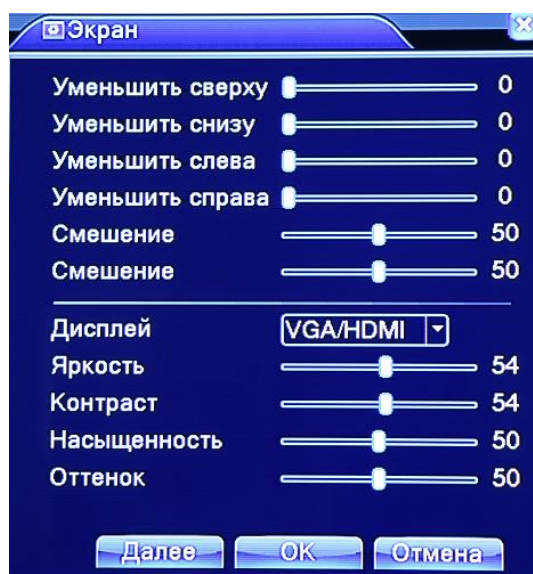 Экран
Уменьшить сверху 0
Уменьшить снизу 0
Уменьшить слева 0
Уменьшить справа 0
Смешение 50
Смешение 50
Дисплей VGA/HDMI
Яркость 54
Контраст 54
Насыщенность 50
Оттенок 50
Далее OK Отмена